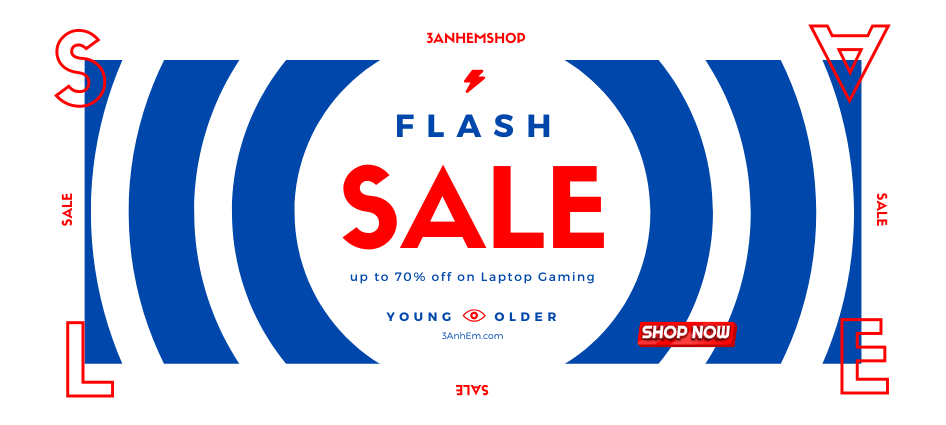 S
A
3ANHEMSHOP
FLASH
SALE
SALE
SALE
up to 70% off on Laptop Gaming
YOUNG OLDER
3AnhEm.com
SHOP NOW
L
E
SALE